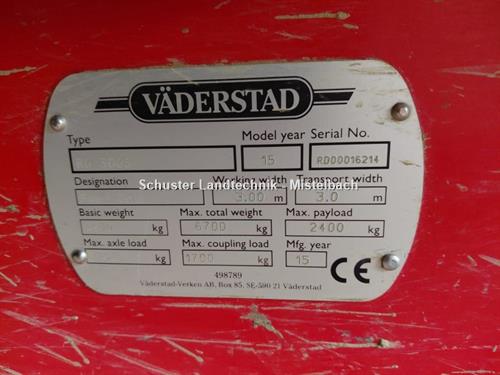 VÄDERSTAD
Type Model year Serial No.
15 RD00016214
Designation Working width Transport width
3.00 m 3.0 m
Schuster Landtechnik - Mistelbach
Basic weight Max. total weight Max. payload
kg 6700 kg 2400 kg
Max. axle load Max. coupling load Mfg. year
kg 1700 kg 15
CE
498789
Väderstad-Verken AB, Box 85, SE-590 21 Väderstad